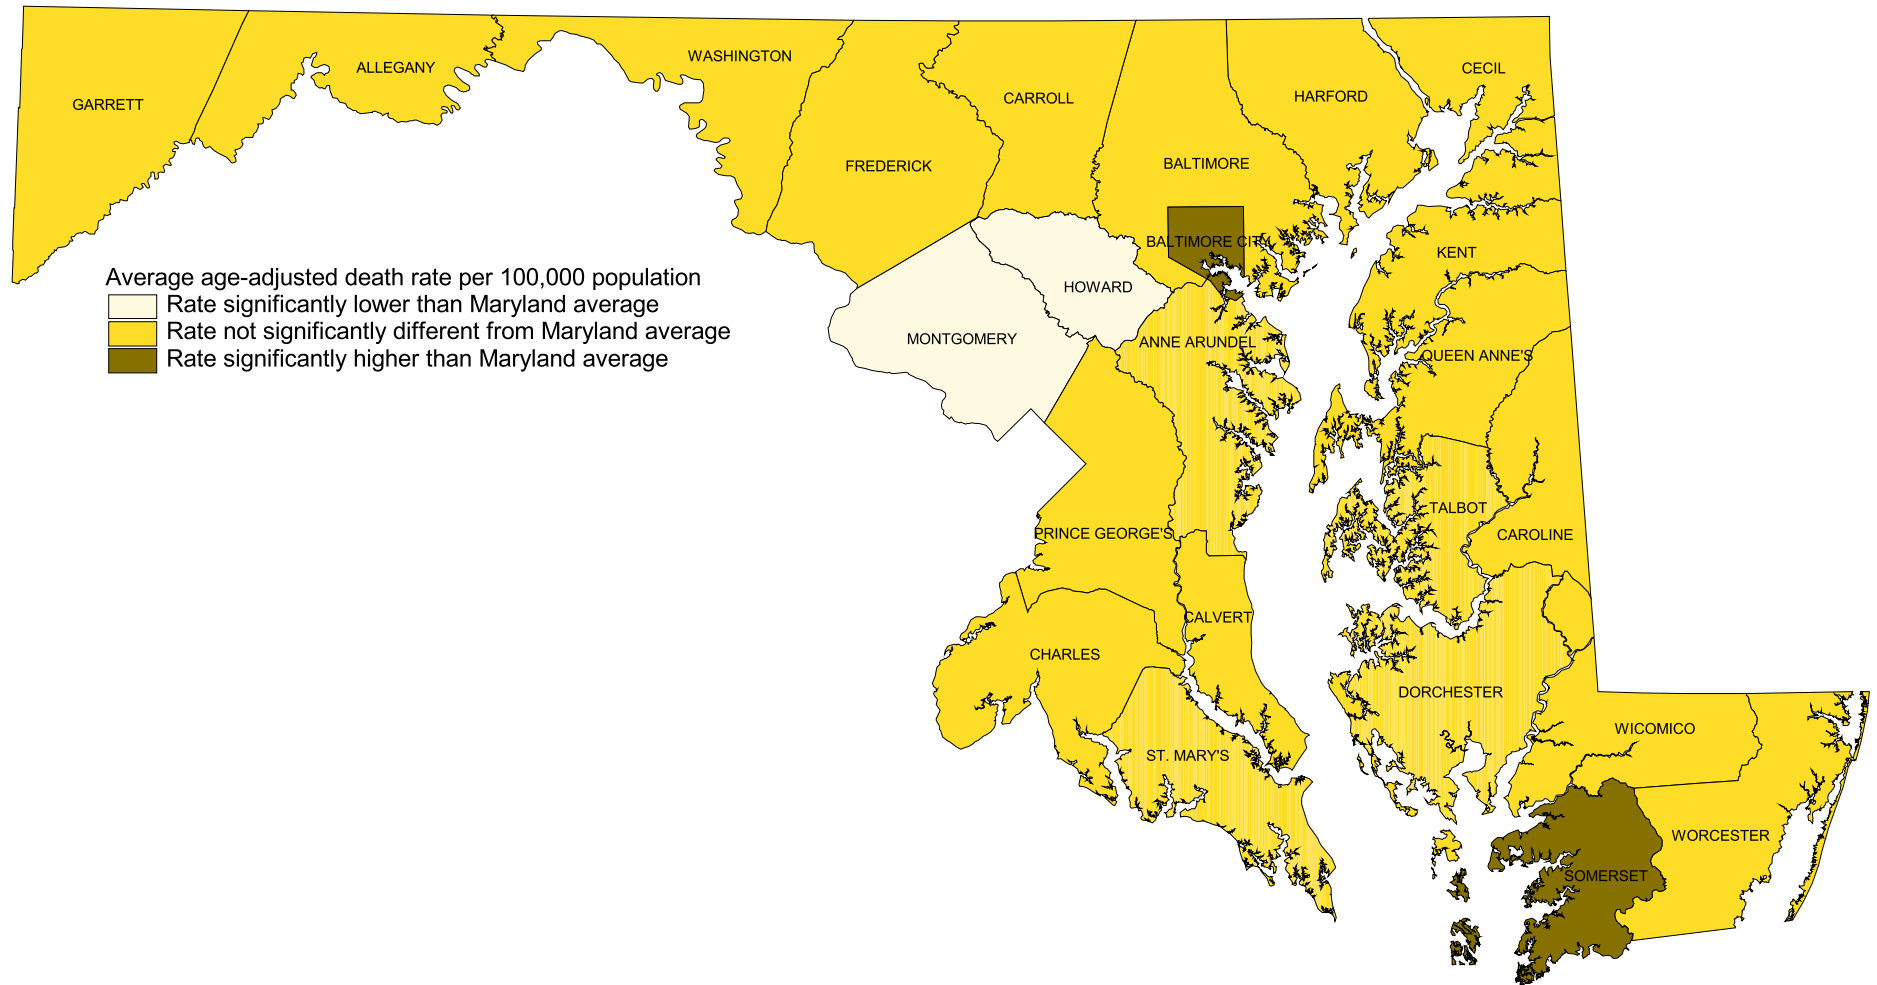 WASHINGTON
ALLEGANY
CECIL
GARRETT
CARROLL
HARFORD
FREDERICK
BALTIMORE
BALTIMORE CITY
KENT
Average age-adjusted death rate per 100,000 population
Rate significantly lower than Maryland average
Rate not significantly different from Maryland average
Rate significantly higher than Maryland average
HOWARD
MONTGOMERY
ANNE ARUNDEL
QUEEN ANNE'S
TALBOT
PRINCE GEORGE'S
CAROLINE
CALVERT
CHARLES
DORCHESTER
WICOMICO
ST. MARY'S
WORCESTER
SOMERSET